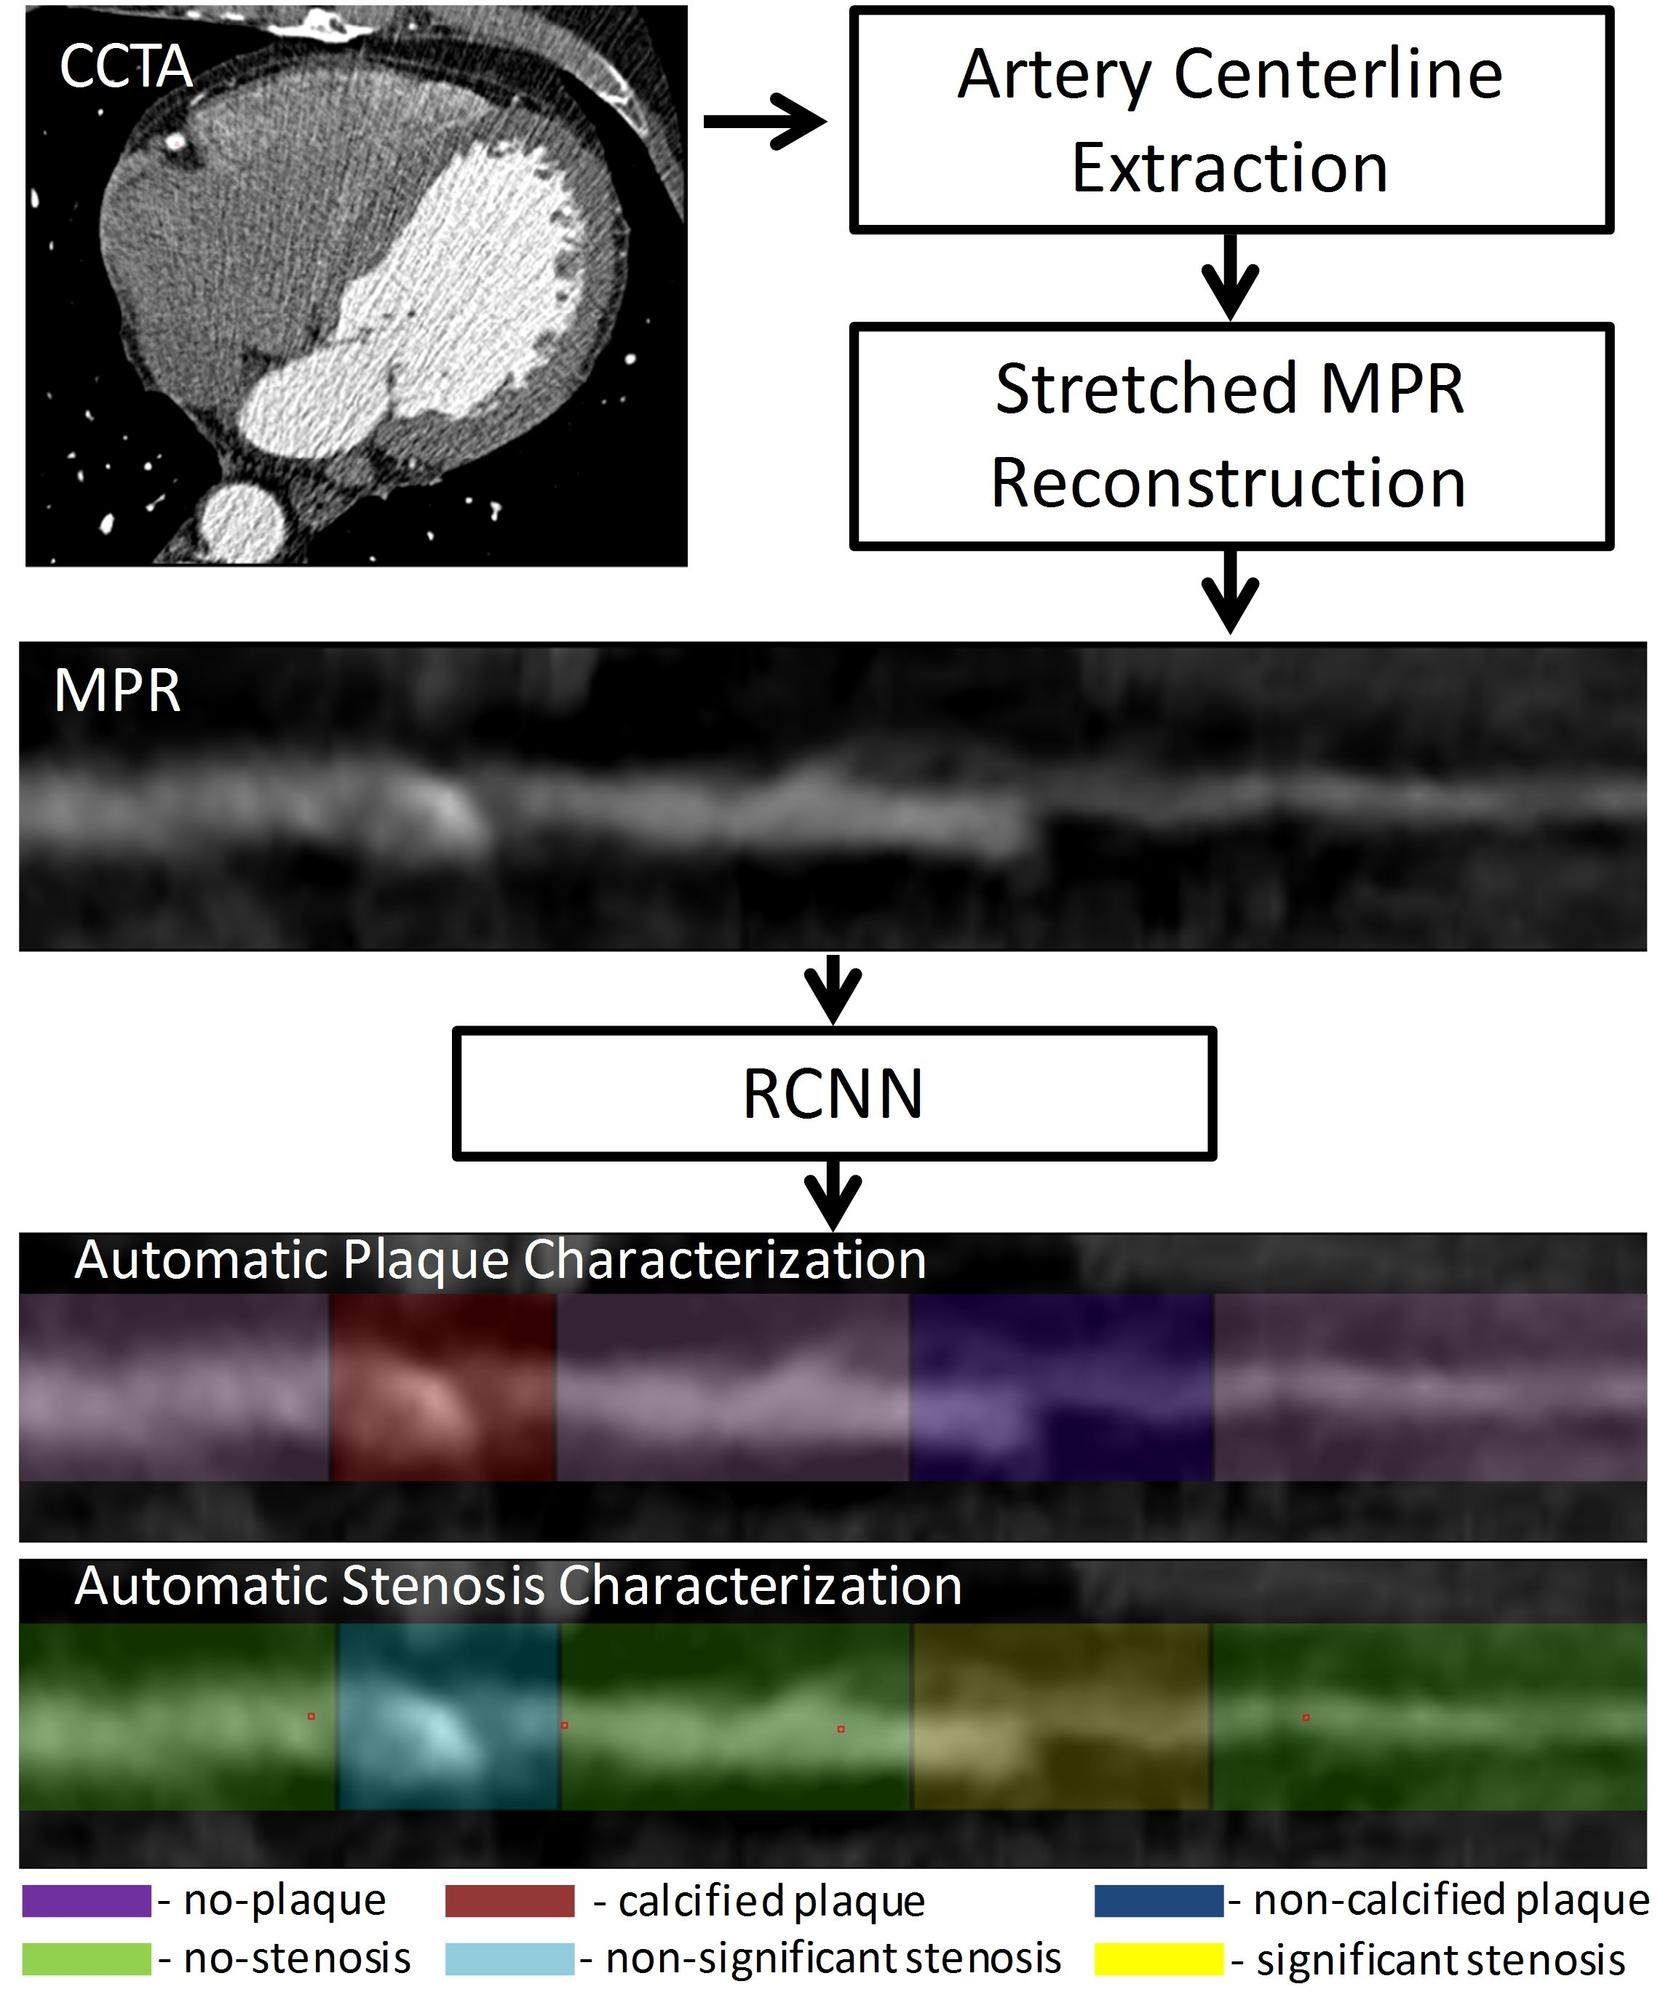 CCTA
Artery Centerline
Extraction
Stretched MPR
Reconstruction
MPR
RCNN
Automatic Plaque Characterization
Automatic Stenosis Characterization
- no-plaque
- calcified plaque
- non-calcified plaque
- no-stenosis
- non-significant stenosis
- significant stenosis